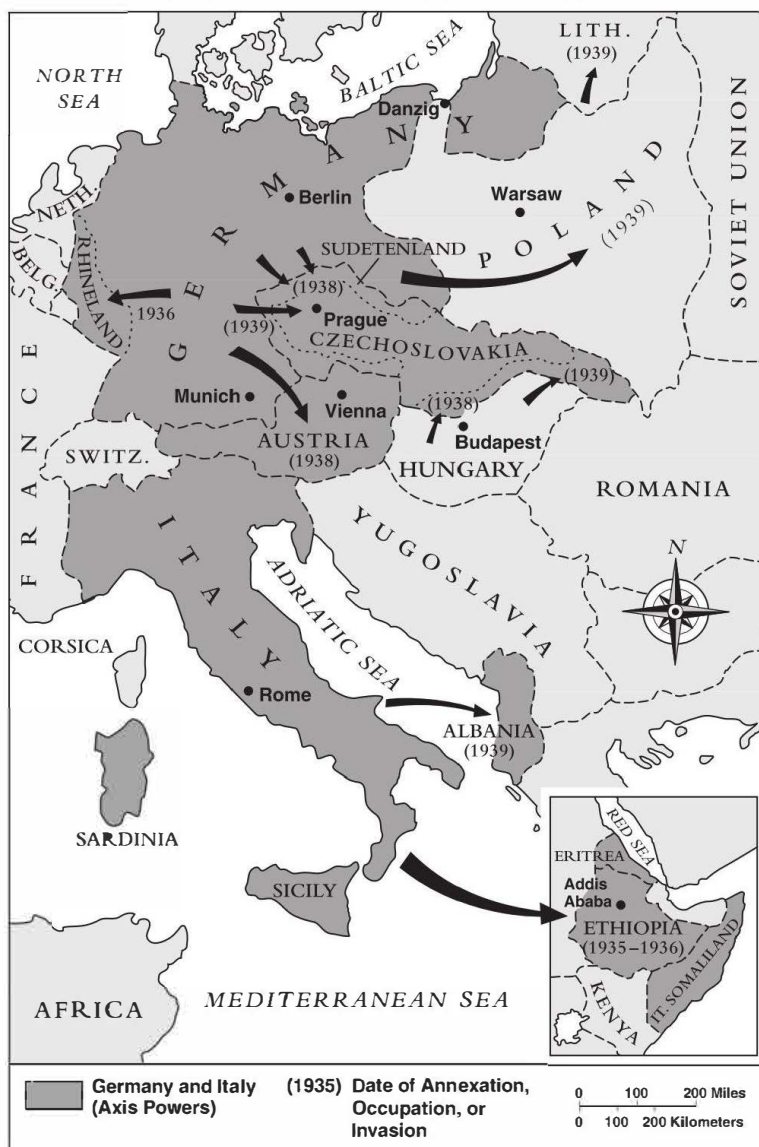 LITH.
(1939)
NORTH
SEA
BALTIC SEA
Danzig
SOVIET UNION
GERMANY
NETH.
Berlin
Warsaw
POLAND
(1939)
BELG.
RHINELAND
SUDETENLAND
(1938)
1936
(1939)
Prague
CZECHOSLOVAKIA
(1939)
Munich
Vienna
(1938)
AUSTRIA
(1938)
Budapest
HUNGARY
SWITZ.
FRANCE
ROMANIA
ITALY
YUGOSLAVIA
N
ADRIATIC SEA
CORSICA
Rome
ALBANIA
(1939)
SARDINIA
SICILY
RED SEA
ERITREA
Addis
Ababa
ETHIOPIA
(1935–1936)
IT. SOMALILAND
KENYA
AFRICA
MEDITERRANEAN SEA
Germany and Italy
(Axis Powers)
(1935) Date of Annexation,
Occupation, or
Invasion
0 100 200 Miles
0 100 200 Kilometers